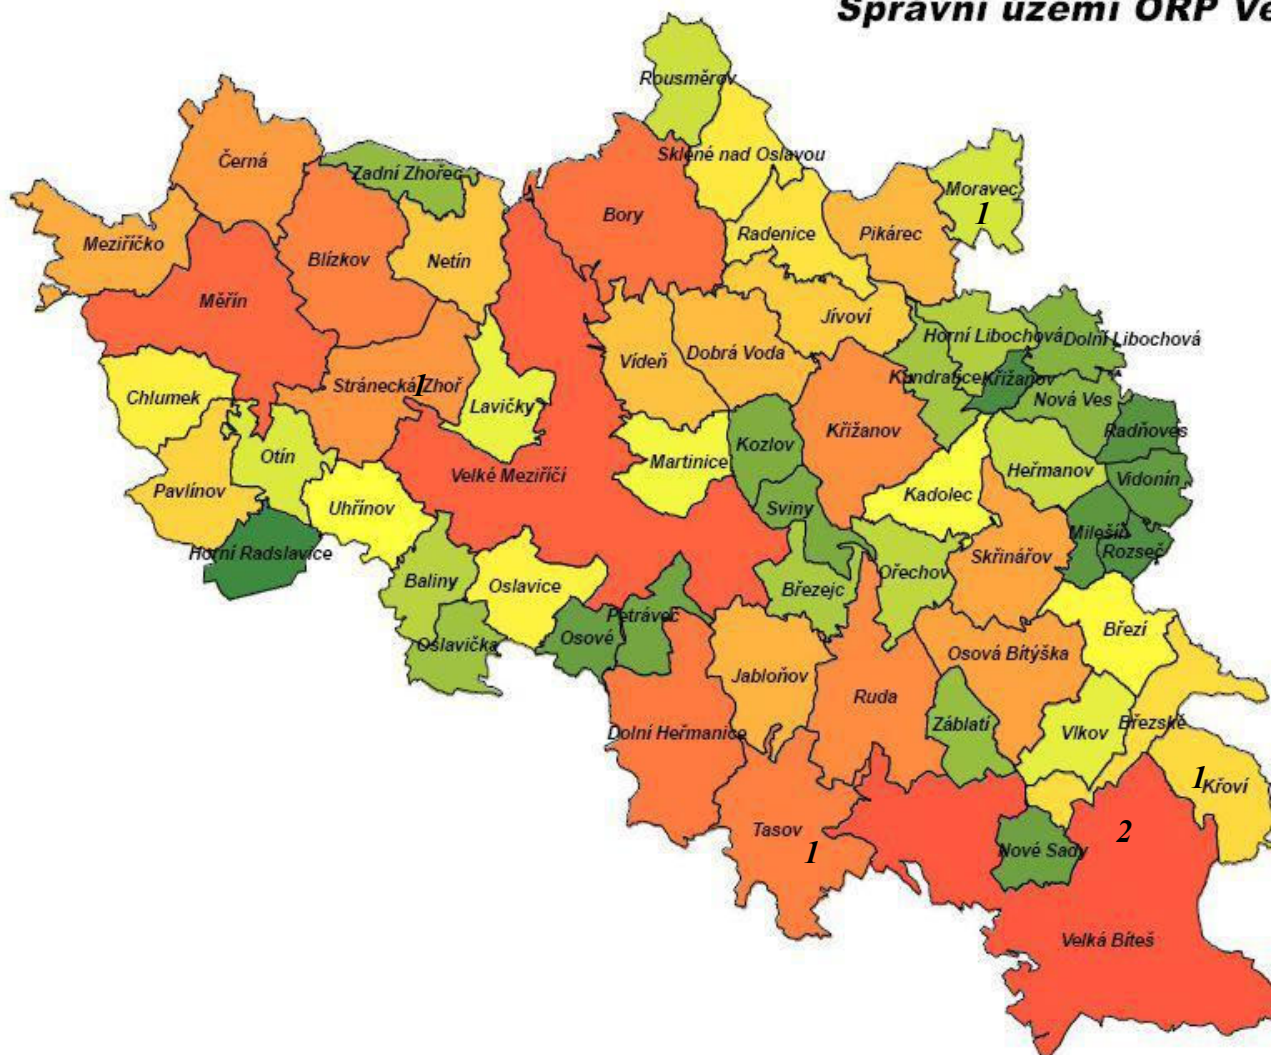 Správní území ORP Ve
Rousměrov
Sklené nad Oslavou
Černá
Zadní Zhořec
Moravec
1
Bory
Meziříčko
Radenice
Pikárec
Blízkov
Netín
Měřín
Jívoví
Horní Libochová
Dolní Libochová
Vídeň
Dobrá Voda
Kundratice
Křižanov
Stránecká Zhoř
1
Chlumek
Lavičky
Nová Ves
Křížanov
Radňoves
Kozlov
Otín
Martinice
Heřmanov
Velké Meziříčí
Vidonín
Pavlínov
Kadolec
Uhřínov
Sviny
Milešín
Horní Radslavice
Rozseč
Skřinářov
Ořechov
Baliny
Oslavice
Březejc
Petráveč
Osové
Březí
Oslavička
Osová Bítýška
Jabloňov
Ruda
Březské
Záblatí
Vlkov
Dolní Heřmanice
1
Křoví
Tasov
2
1
Nové Sady
Velká Bíteš